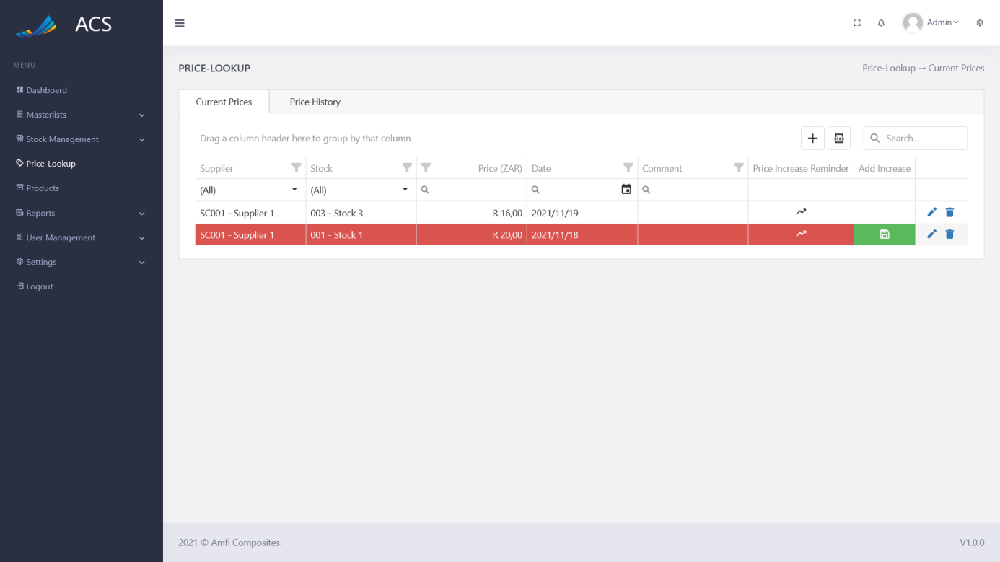 ACS
Admin
MENU
Dashboard
Masterlists
Stock Management
Price-Lookup
Products
Reports
User Management
Settings
Logout
PRICE-LOOKUP
Price-Lookup → Current Prices
Current Prices Price History
Drag a column header here to group by that column
XLSX
Search...
Supplier Stock Price (ZAR) Date Comment Price Increase Reminder Add Increase
(All) (All)
SC001 - Supplier 1 003 - Stock 3 R 16,00 2021/11/19
SC001 - Supplier 1 001 - Stock 1 R 20,00 2021/11/18
2021 © Amfi Composites.
V1.0.0